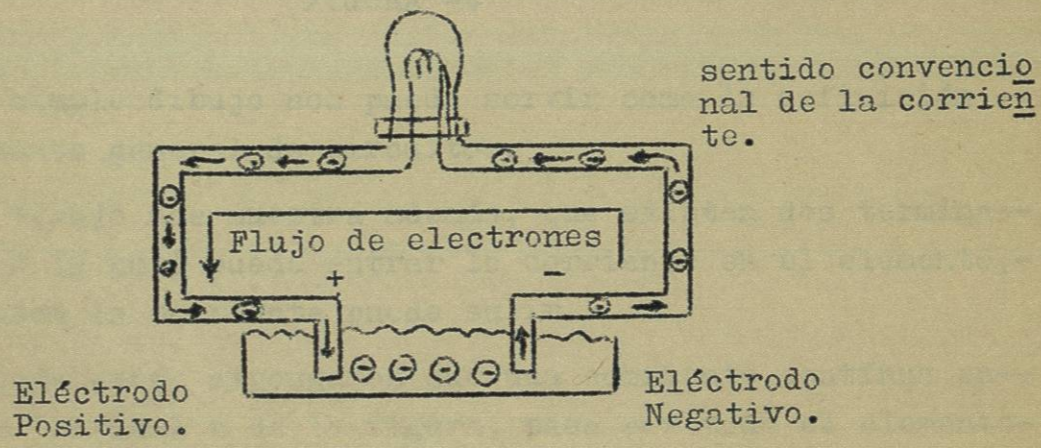 sentido convencio
nal de la corrien
te.
Flujo de electrones
+ −
Eléctrodo
Positivo.
Eléctrodo
Negativo.